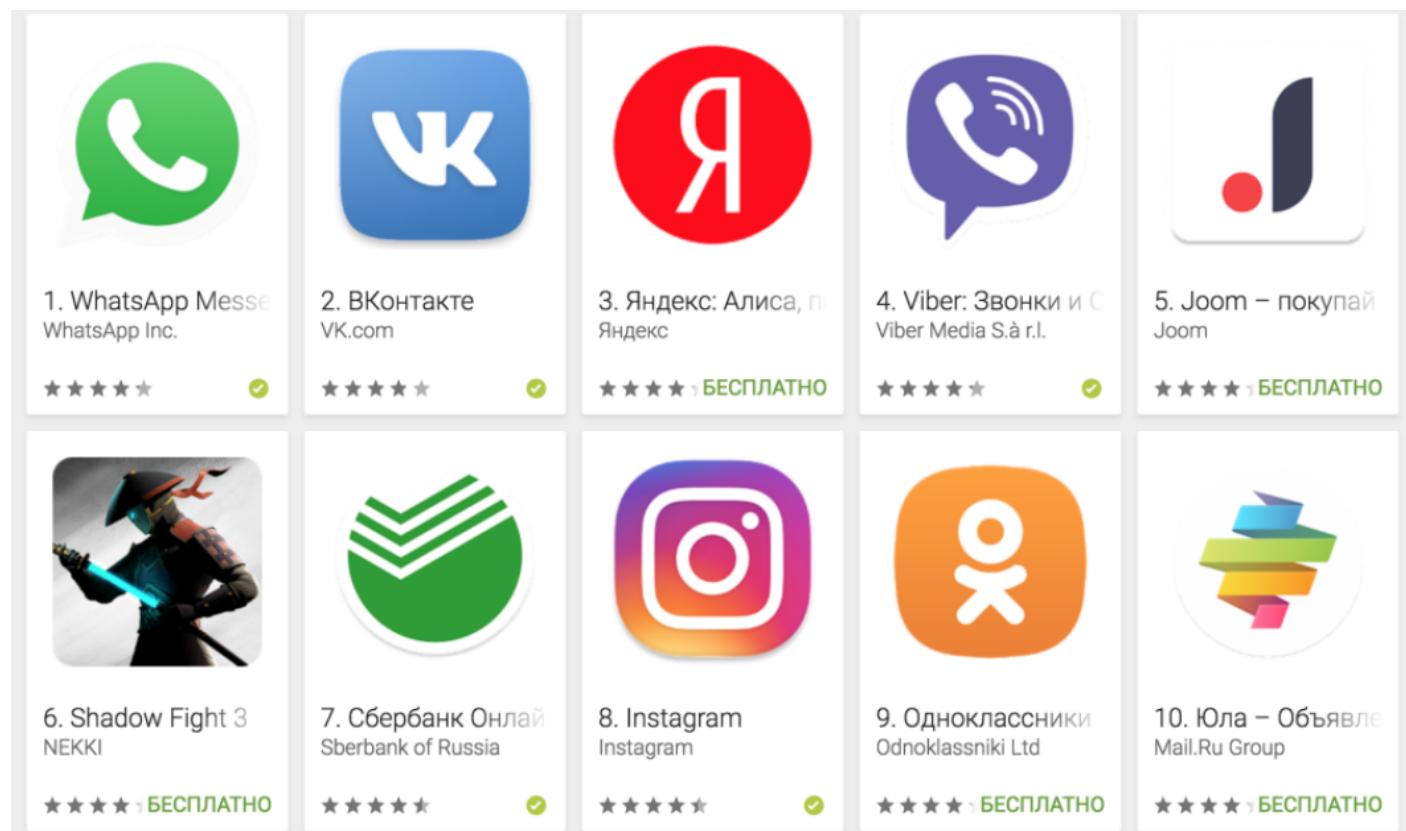 VK
Я
J
1. WhatsApp Messe
WhatsApp Inc.
2. ВКонтакте
VK.com
3. Яндекс: Алиса, п
Яндекс
БЕСПЛАТНО
4. Viber: Звонки и С
Viber Media S.à r.l.
5. Joom – покупай
Joom
БЕСПЛАТНО
6. Shadow Fight 3
NEKKI
БЕСПЛАТНО
7. Сбербанк Онлай
Sberbank of Russia
8. Instagram
Instagram
9. Одноклассники
Odnoklassniki Ltd
БЕСПЛАТНО
10. Юла – Объявле
Mail.Ru Group
БЕСПЛАТНО